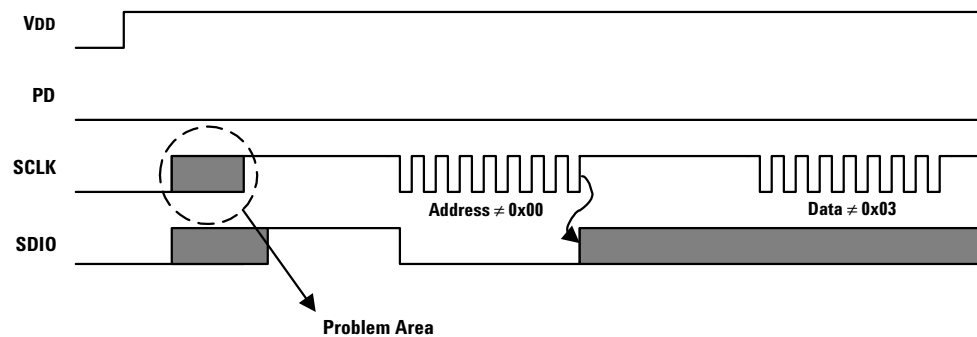 VDD
PD
SCLK
Address ≠ 0x00
Data ≠ 0x03
SDIO
Problem Area